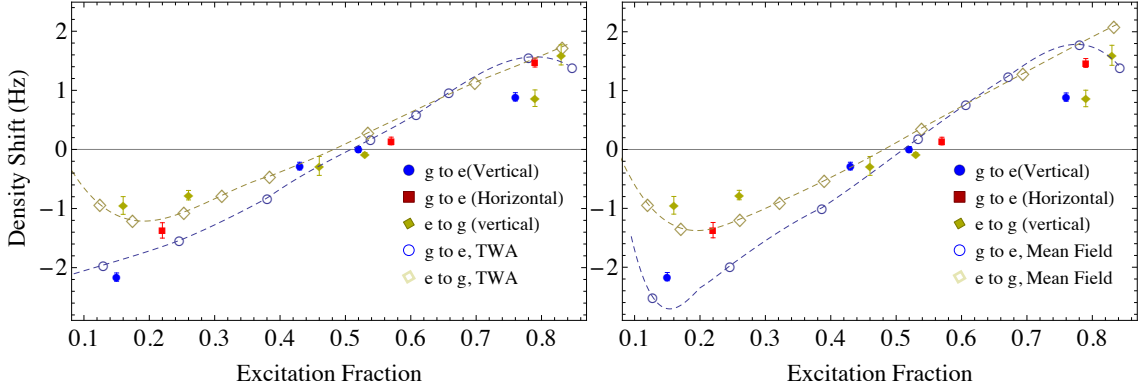 Density Shift (Hz)
2
1
0
−1
−2
g to e(Vertical)
g to e (Horizontal)
e to g (vertical)
g to e, TWA
e to g, TWA
0.1 0.2 0.3 0.4 0.5 0.6 0.7 0.8
Excitation Fraction
2
1
0
−1
−2
g to e(Vertical)
g to e (Horizontal)
e to g (vertical)
g to e, Mean Field
e to g, Mean Field
0.1 0.2 0.3 0.4 0.5 0.6 0.7 0.8
Excitation Fraction